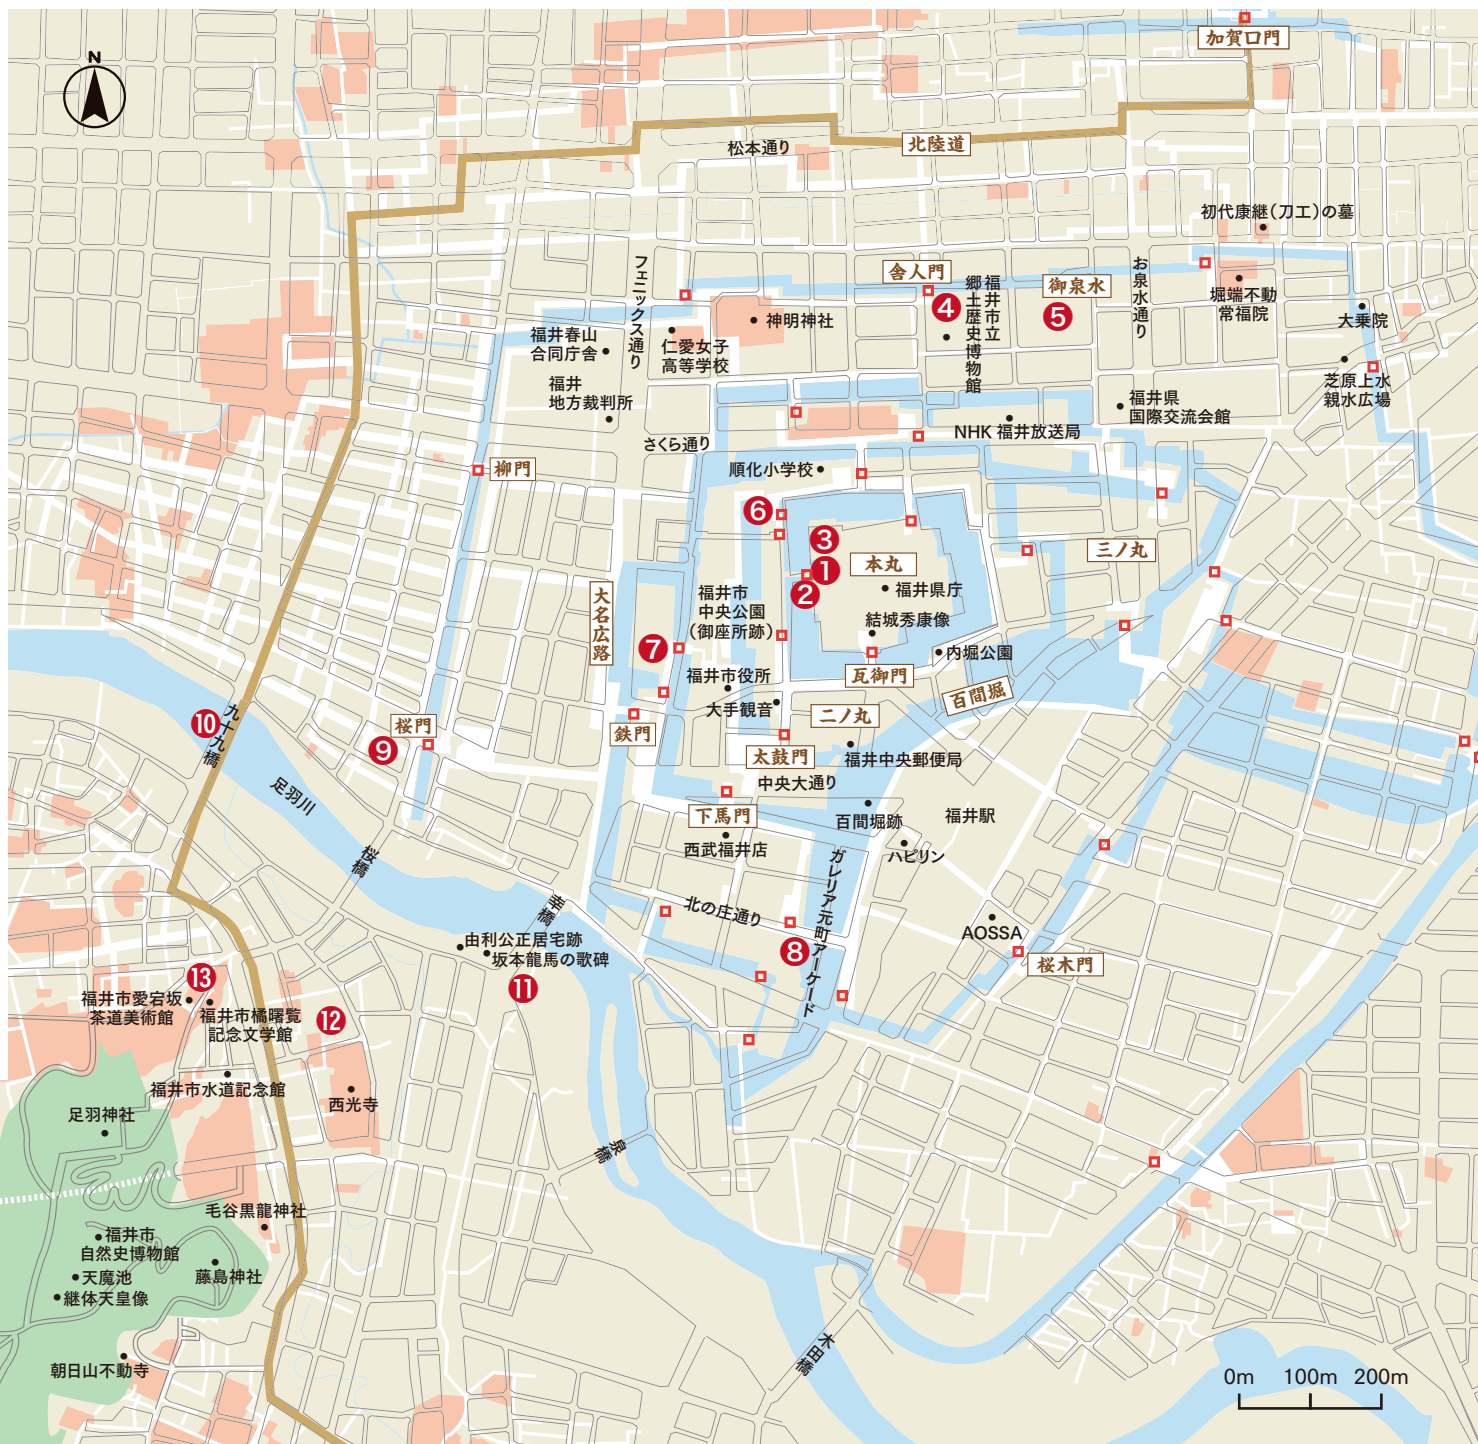 N
加賀口門
北陸道
松本通り
初代康継(刀工)の墓
フェニックス通り
舎人門
福井市立
郷土歴史博物館
御泉水
お泉水通り
堀端不動
常福院
大乗院
❹
❺
神明神社
福井春山
合同庁舎
仁愛女子
高等学校
福井
地方裁判所
芝原上水
親水広場
福井県
国際交流会館
NHK 福井放送局
さくら通り
順化小学校
柳門
❻
❸
❶
❷
本丸
三ノ丸
福井県庁
福井市
中央公園
(御座所跡)
結城秀康像
大名広路
❼
内堀公園
瓦御門
福井市役所
百間堀
大手観音
二ノ丸
❿
九十九橋
桜門
❾
鉄門
太鼓門
福井中央郵便局
中央大通り
足羽川
下馬門
百間堀跡
福井駅
西武福井店
ハピリン
桜橋
ガレリア元町アーケード
幸橋
北の庄通り
AOSSA
由利公正居宅跡
坂本龍馬の歌碑
❽
桜木門
⓭
⓫
福井市愛宕坂
茶道美術館
福井市橘曙覧
記念文学館
⓬
福井市水道記念館
西光寺
足羽神社
泉橋
毛谷黒龍神社
福井市
自然史博物館
藤島神社
天魔池
継体天皇像
木田橋
朝日山不動寺
0m 100m 200m